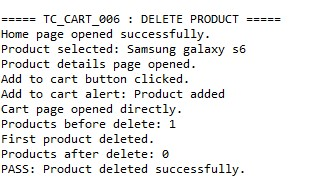 ===== TC_CART_006 : DELETE PRODUCT =====
Home page opened successfully.
Product selected: Samsung galaxy s6
Product details page opened.
Add to cart button clicked.
Add to cart alert: Product added
Cart page opened directly.
Products before delete: 1
First product deleted.
Products after delete: 0
PASS: Product deleted successfully.